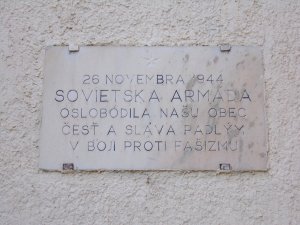 26 NOVEMBRA 1944
SOVIETSKA ARMÁDA
OSLOBODILA NAŠU OBEC
ČESŤ A SLÁVA PADLÝM
V BOJI PROTI FAŠIZMU